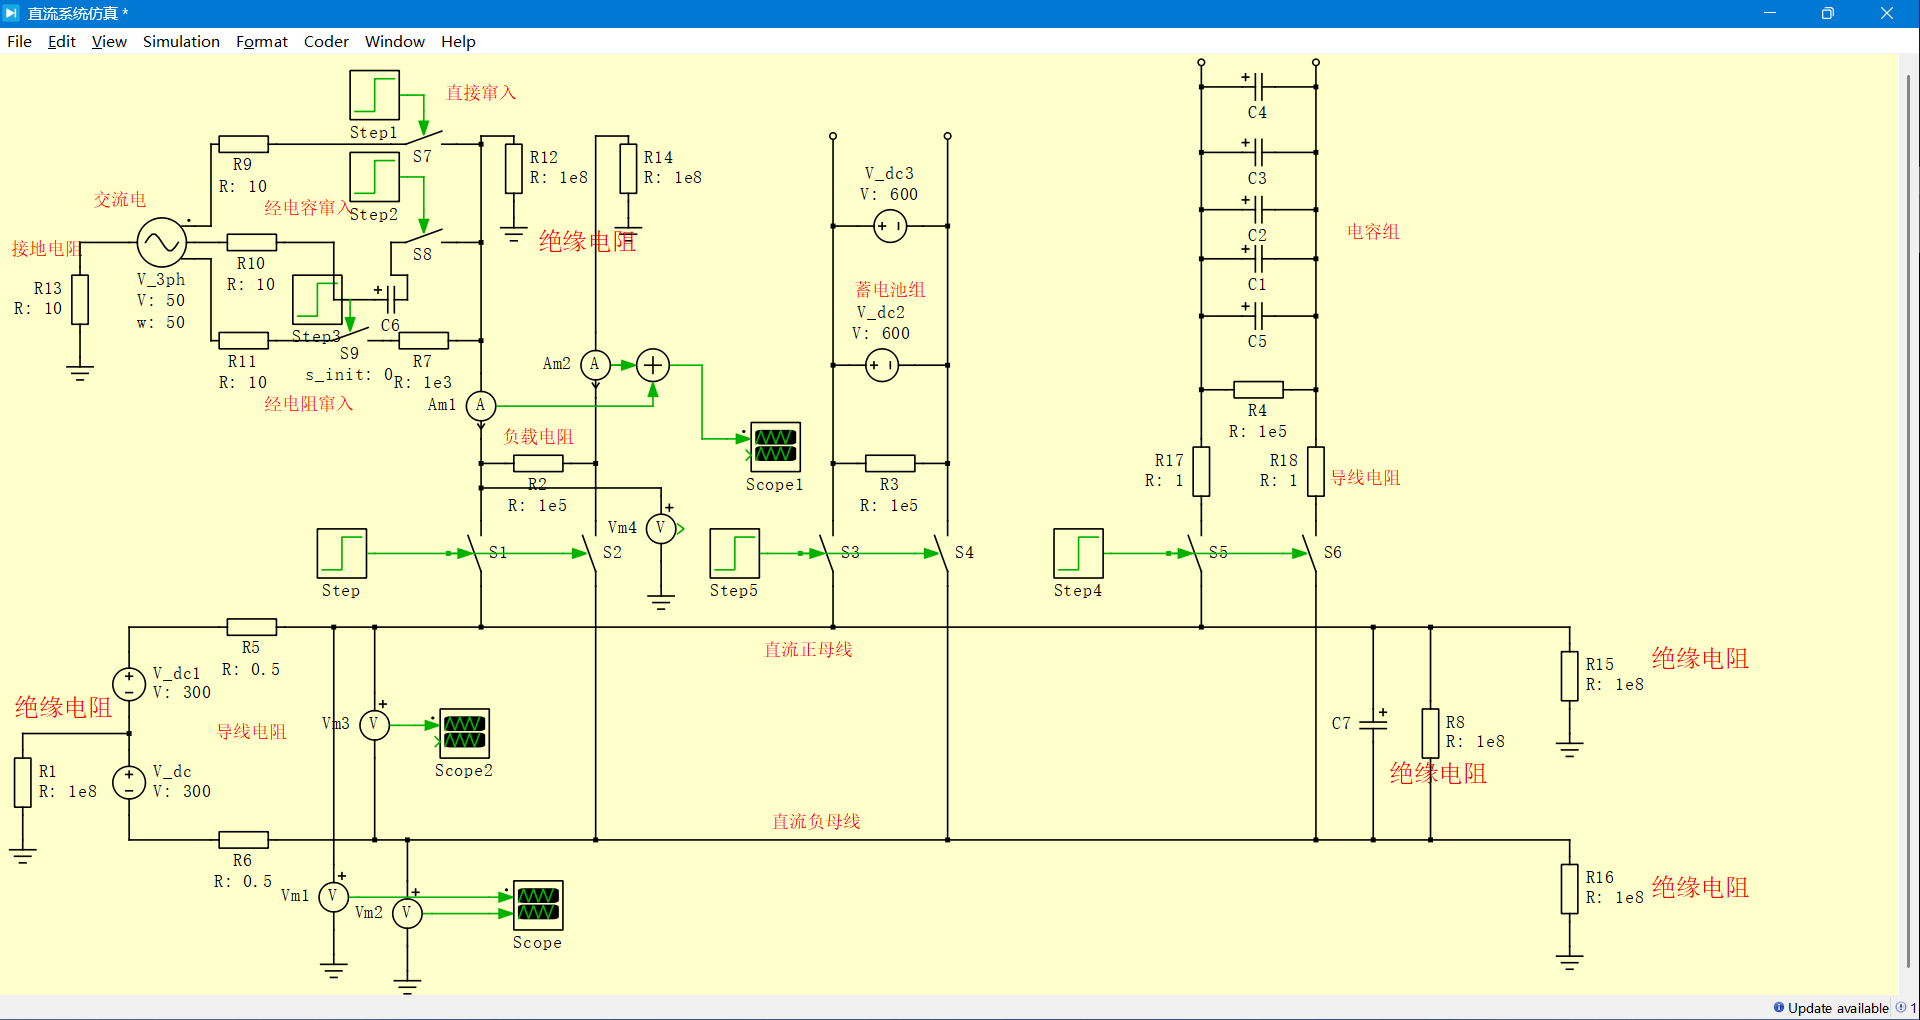 直流系统仿真 *
File Edit View Simulation Format Coder Window Help
Step1
直接窜入
S7
R9
R: 10
Step2
经电容窜入
S8
交流电
接地电阻
R13
R: 10
V_3ph
V: 50
w: 50
R10
R: 10
Step3
C6
S9
s_init: 0
R11
R: 10
R7
R: 1e3
经电阻窜入
R12
R: 1e8
R14
R: 1e8
绝缘电阻
Am2
A
Am1
A
负载电阻
R2
R: 1e5
Scope1
Vm4
V
V_dc3
V: 600
蓄电池组
V_dc2
V: 600
R3
R: 1e5
C4
C3
C2
C1
C5
电容组
R4
R: 1e5
R17
R: 1
R18
R: 1
导线电阻
Step
S1
S2
Step5
S3
S4
Step4
S5
S6
R5
R: 0.5
直流正母线
V_dc1
V: 300
绝缘电阻
导线电阻
Vm3
V
Scope2
R1
R: 1e8
V_dc
V: 300
直流负母线
R6
R: 0.5
Vm1
V
Vm2
V
Scope
C7
R8
R: 1e8
绝缘电阻
R15
R: 1e8
绝缘电阻
R16
R: 1e8
绝缘电阻
Update available
1